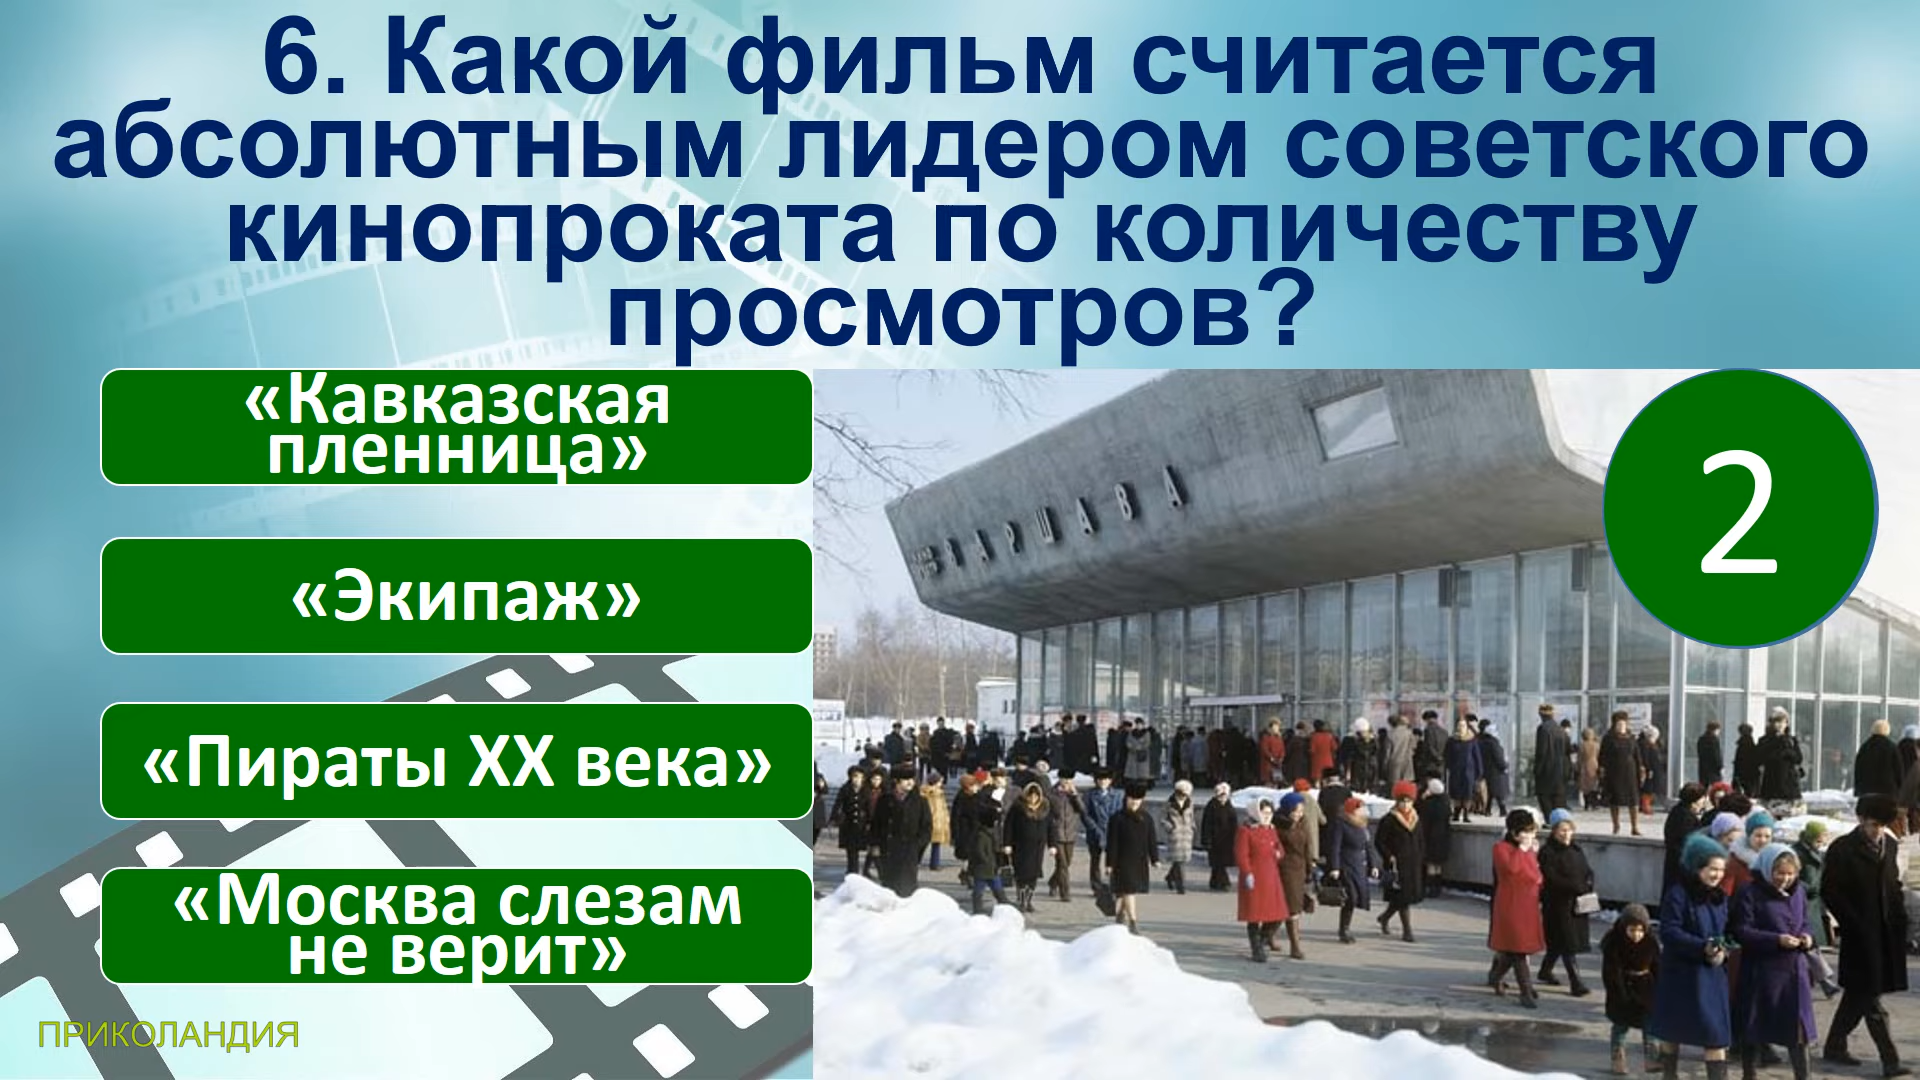 6. Какой фильм считается
абсолютным лидером советского
кинопроката по количеству
просмотров?
«Кавказская
пленница»
2
ВАРШАВА
«Экипаж»
«Пираты XX века»
«Москва слезам
не верит»
ПРИКОЛАНДИЯ